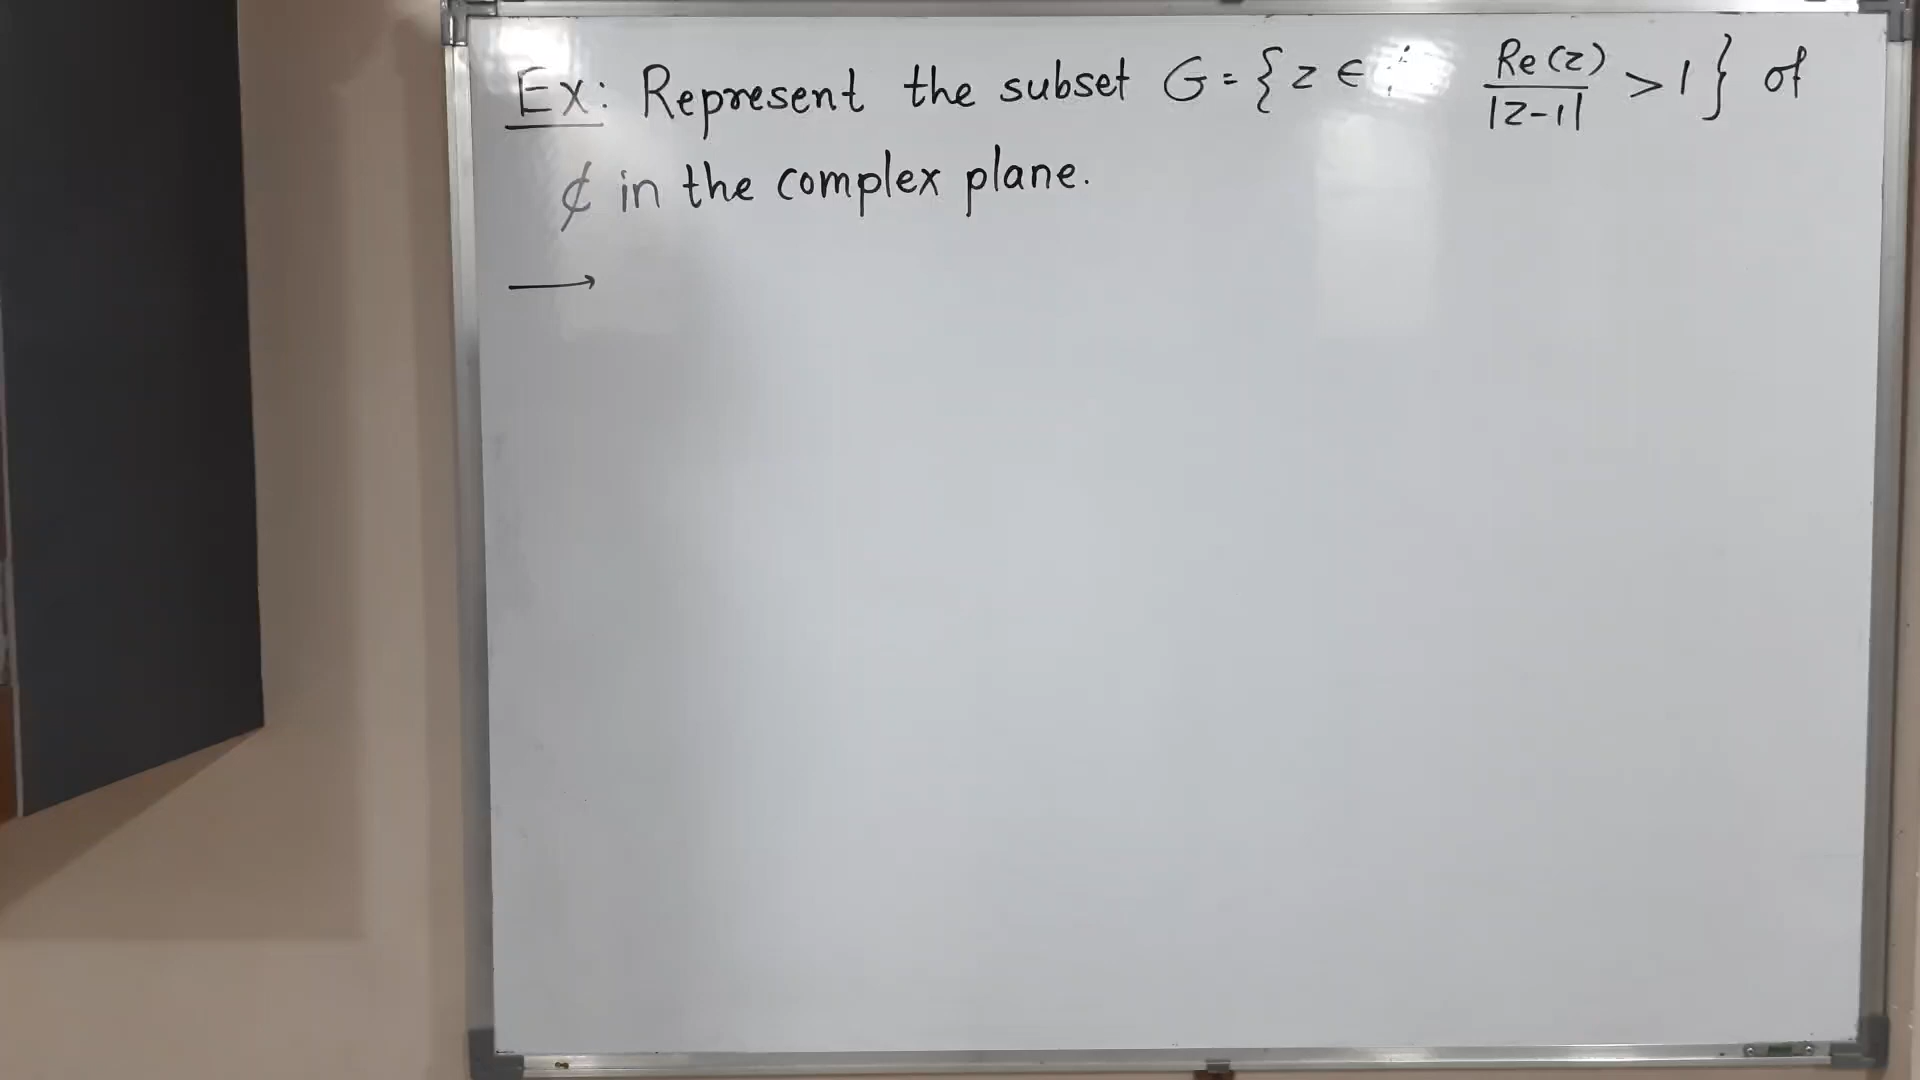 Ex: Represent the subset G = { z ∈ : Re(z)/|z-1| > 1 } of
ℂ in the complex plane.
→